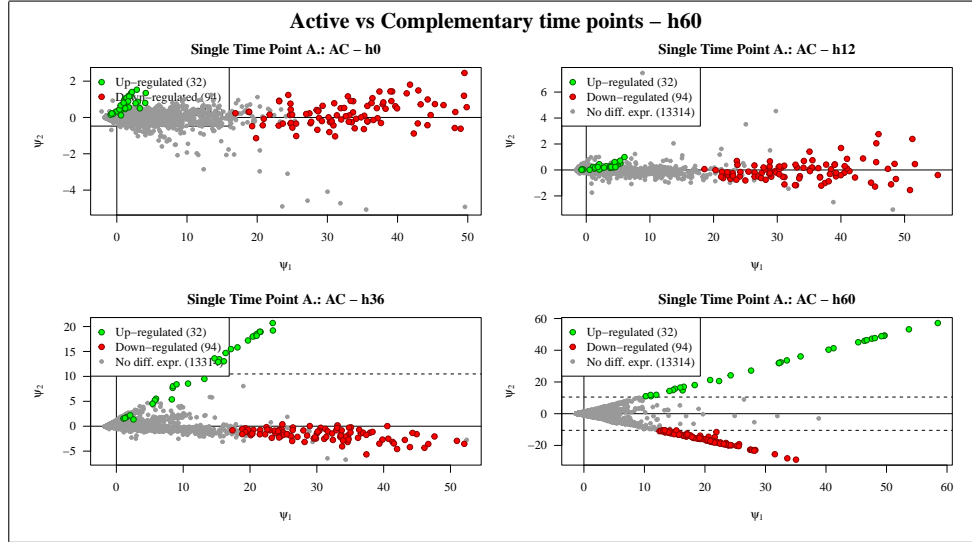 Active vs Complementary time points – h60
Single Time Point A.: AC – h0
Up-regulated (32)
Down-regulated (94)
2
0
−2
−4
ψ2
0
10
20
30
40
50
ψ1
Single Time Point A.: AC – h12
Up-regulated (32)
Down-regulated (94)
No diff. expr. (13314)
6
4
2
0
−2
ψ2
0
10
20
30
40
50
ψ1
Single Time Point A.: AC – h36
Up-regulated (32)
Down-regulated (94)
No diff. expr. (13314)
20
15
10
5
0
−5
ψ2
0
10
20
30
40
50
ψ1
Single Time Point A.: AC – h60
Up-regulated (32)
Down-regulated (94)
No diff. expr. (13314)
60
40
20
0
−20
ψ2
0
10
20
30
40
50
60
ψ1